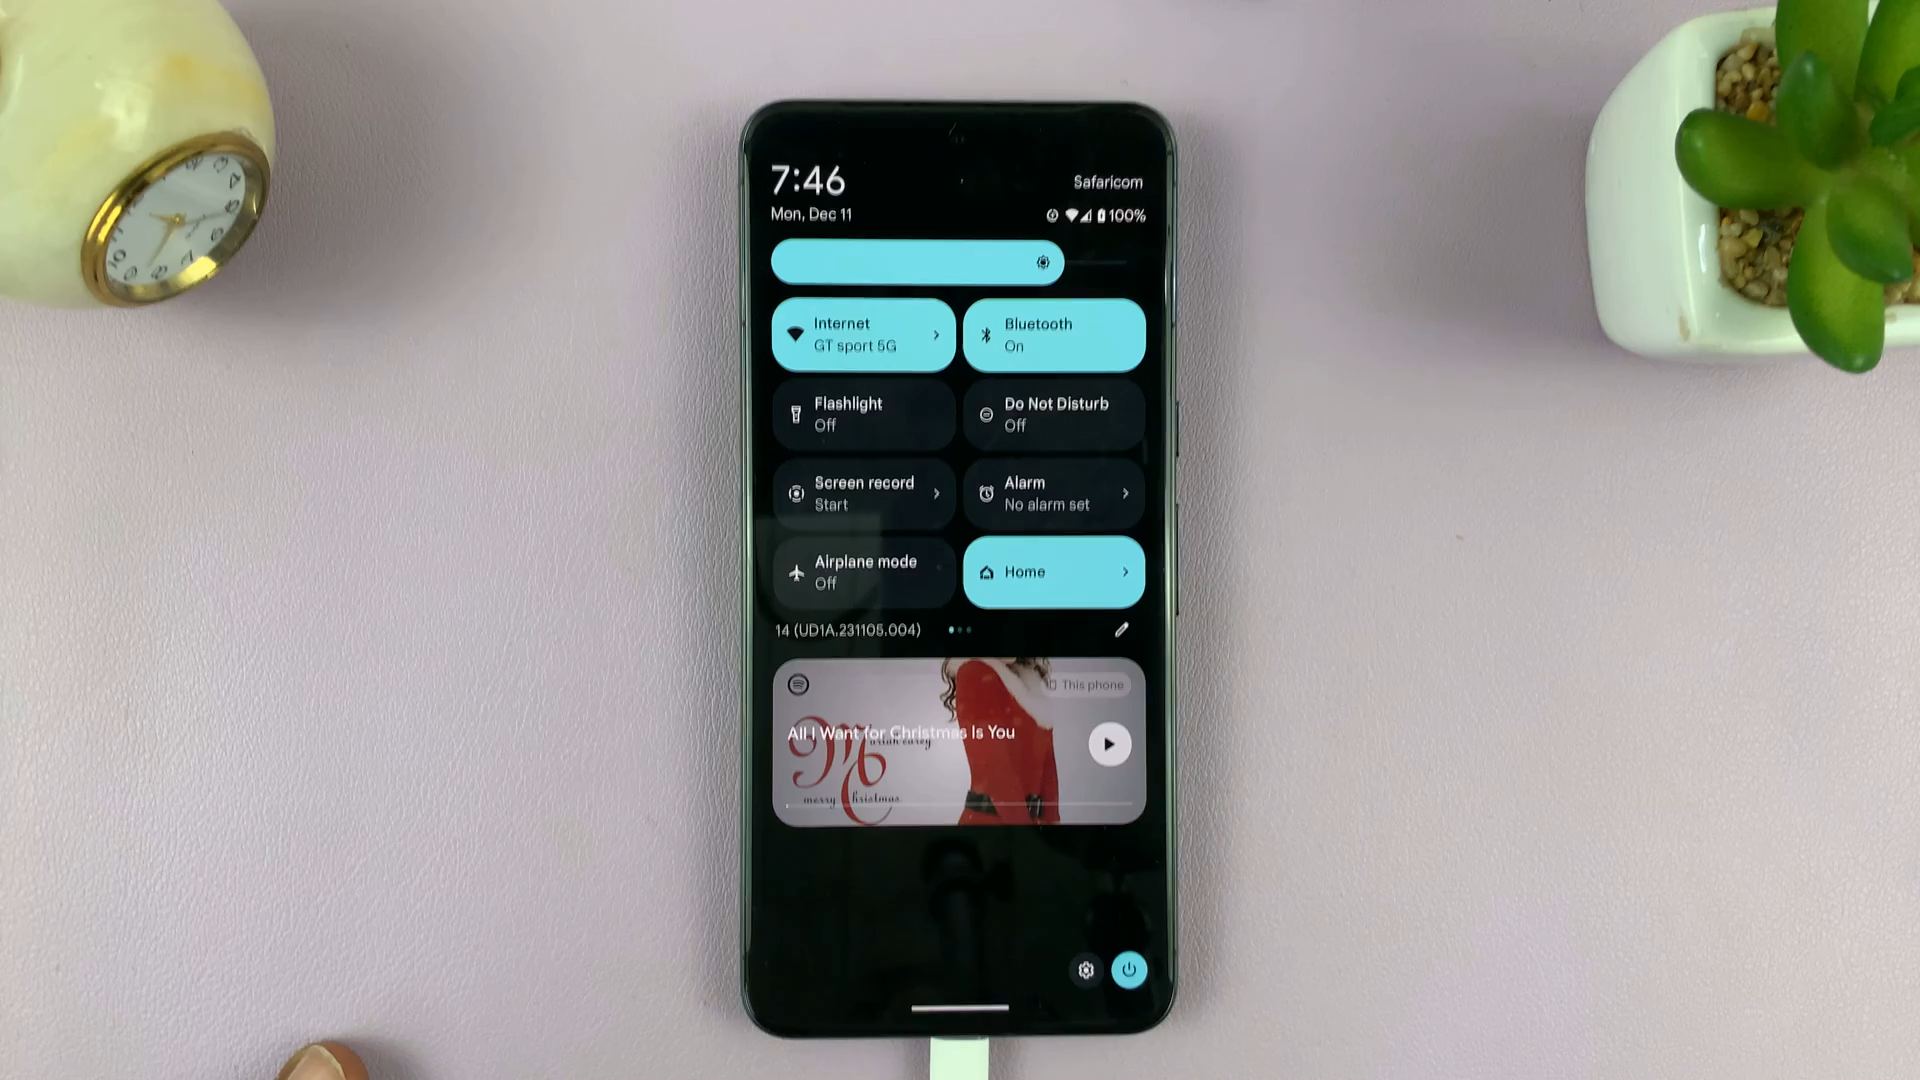 7:46
Safaricom
Mon, Dec 11
100%
Internet
GT sport 5G
Bluetooth
On
Flashlight
Off
Do Not Disturb
Off
Screen record
Start
Alarm
No alarm set
Airplane mode
Off
Home
14 (UD1A.231105.004)
This phone
All I Want for Christmas Is You
Mariah carey
merry Christmas